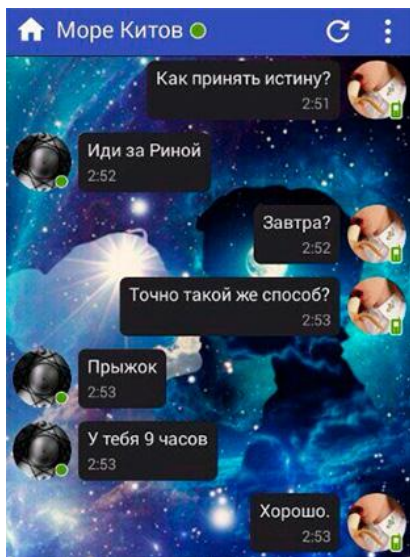 Море Китов
Как принять истину?
2:51
Иди за Риной
2:52
Завтра?
2:52
Точно такой же способ?
2:53
Прыжок
2:53
У тебя 9 часов
2:53
Хорошо.
2:53